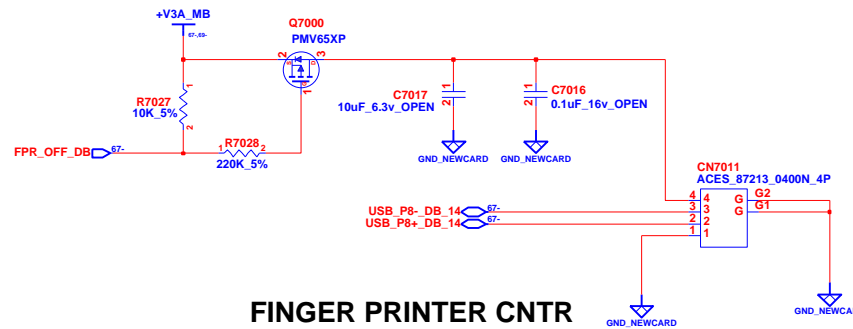 +V3A_MB
67-,69-
Q7000
PMV65XP
2
3
S
D
G
1
R7027
10K_5%
1
2
FPR_OFF_DB
67-
R7028
1
2
220K_5%
C7017
10uF_6.3v_OPEN
1
2
GND_NEWCARD
C7016
0.1uF_16v_OPEN
1
2
GND_NEWCARD
CN7011
ACES_87213_0400N_4P
4 4 G G2
3 3 G G1
2 2
1 1
USB_P8-_DB_14
67-
USB_P8+_DB_14
67-
GND_NEWCARD
GND_NEWCA
FINGER PRINTER CNTR